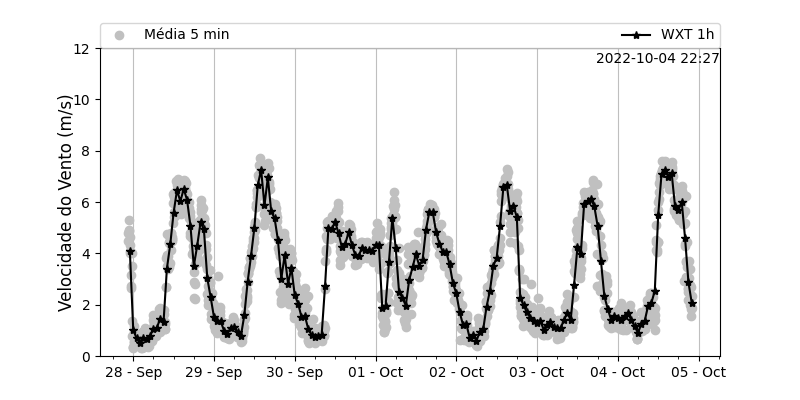 Média 5 min
WXT 1h
2022-10-04 22:27
Velocidade do Vento (m/s)
12
10
8
6
4
2
0
28 - Sep
29 - Sep
30 - Sep
01 - Oct
02 - Oct
03 - Oct
04 - Oct
05 - Oct